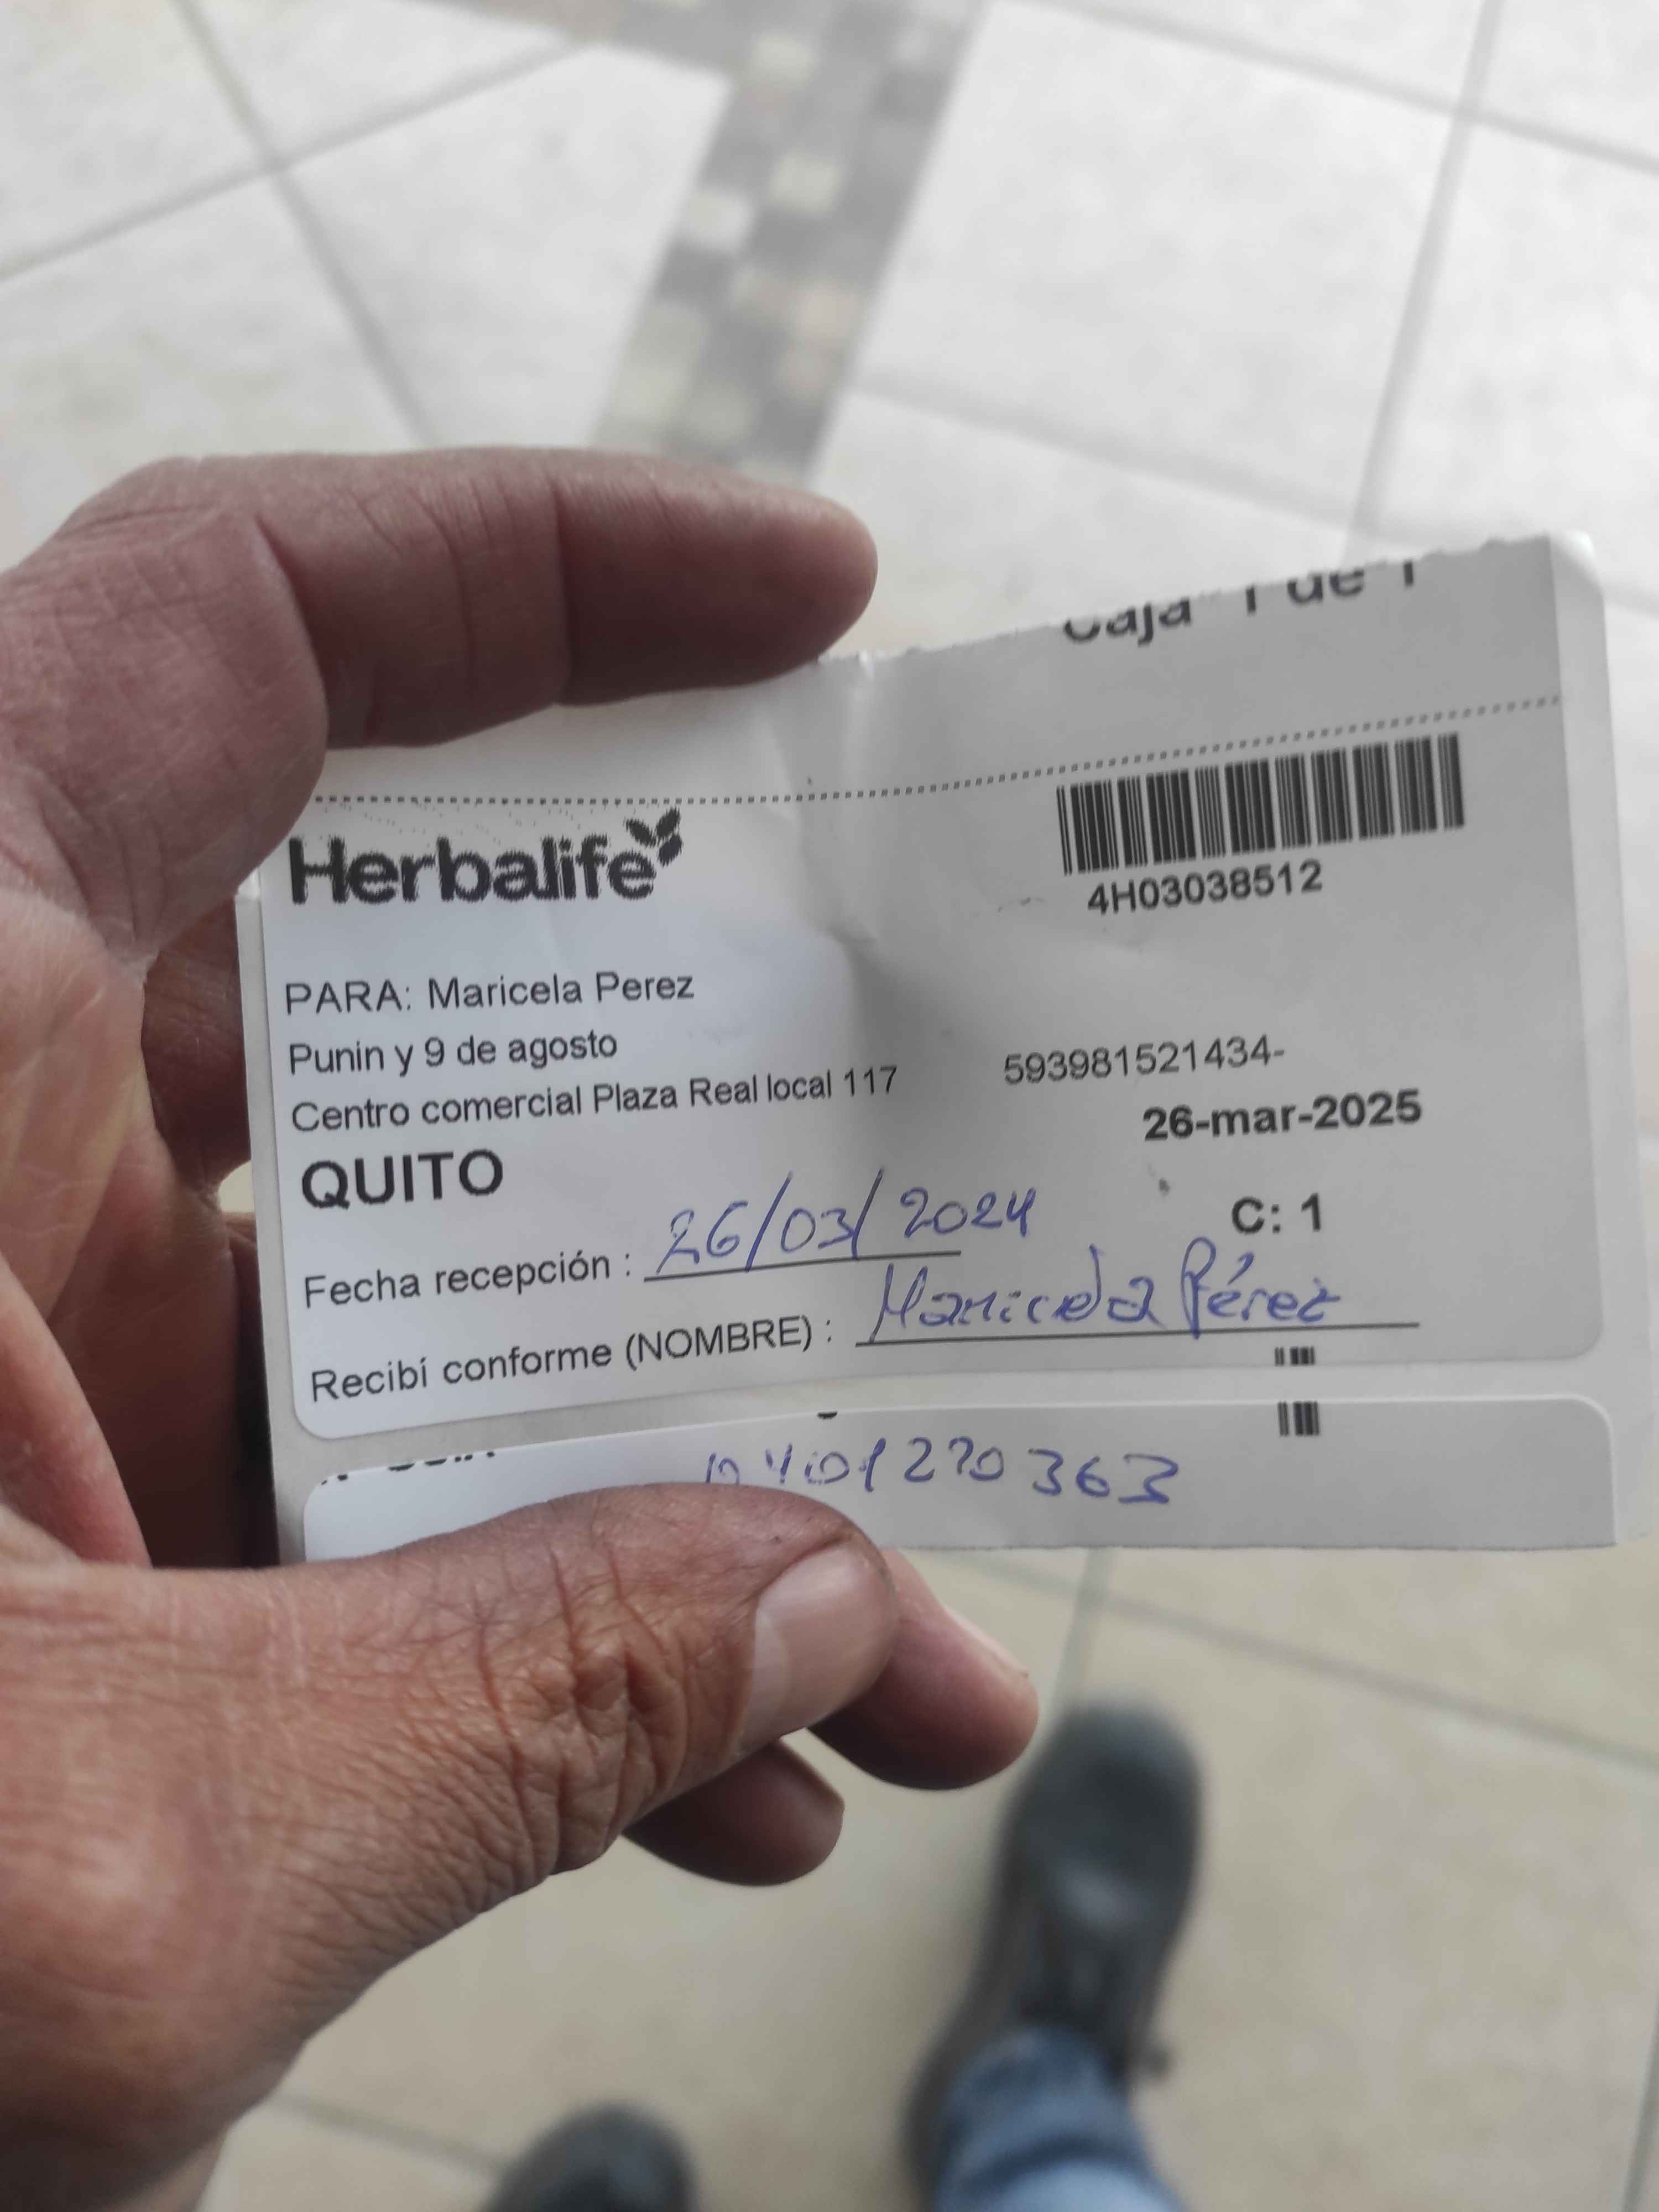 Caja 1 de 1
Herbalife
4H03038512
PARA: Maricela Perez
Punin y 9 de agosto
Centro comercial Plaza Real local 117
593981521434-
26-mar-2025
QUITO
C: 1
Fecha recepción : 26/03/2024
Recibí conforme (NOMBRE) : Maricela Pérez